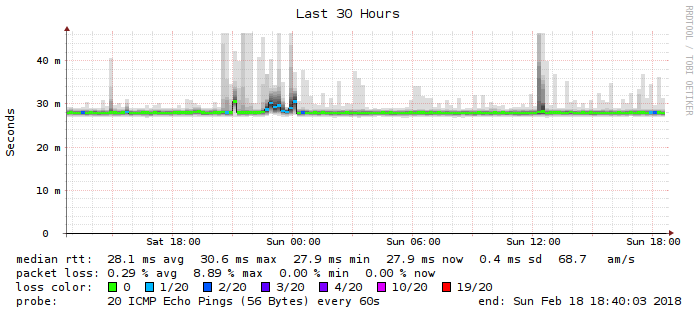 Last 30 Hours
RRDTOOL / TOBI OETIKER
Seconds
40 m
30 m
20 m
10 m
0
Sat 18:00 Sun 00:00 Sun 06:00 Sun 12:00 Sun 18:00
median rtt: 28.1 ms avg 30.6 ms max 27.9 ms min 27.9 ms now 0.4 ms sd 68.7 am/s
packet loss: 0.29 % avg 8.89 % max 0.00 % min 0.00 % now
loss color: 0 1/20 2/20 3/20 4/20 10/20 19/20
probe: 20 ICMP Echo Pings (56 Bytes) every 60s end: Sun Feb 18 18:40:03 2018